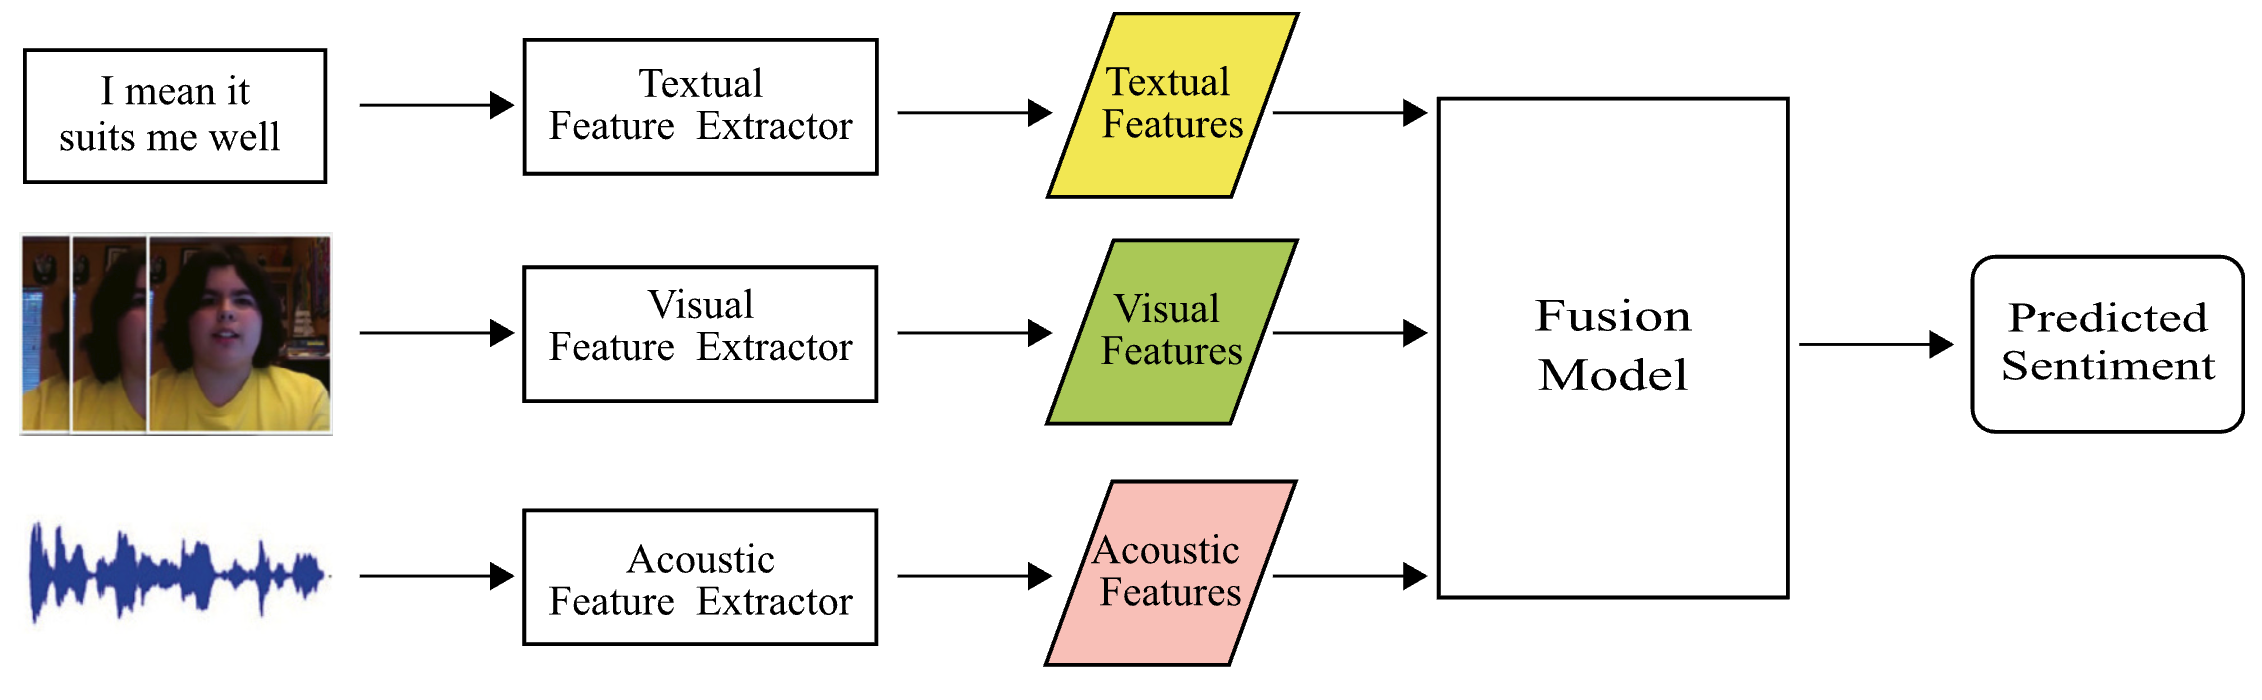 I mean it
suits me well
Textual
Feature Extractor
Textual
Features
Visual
Feature Extractor
Visual
Features
Acoustic
Feature Extractor
Acoustic
Features
Fusion
Model
Predicted
Sentiment